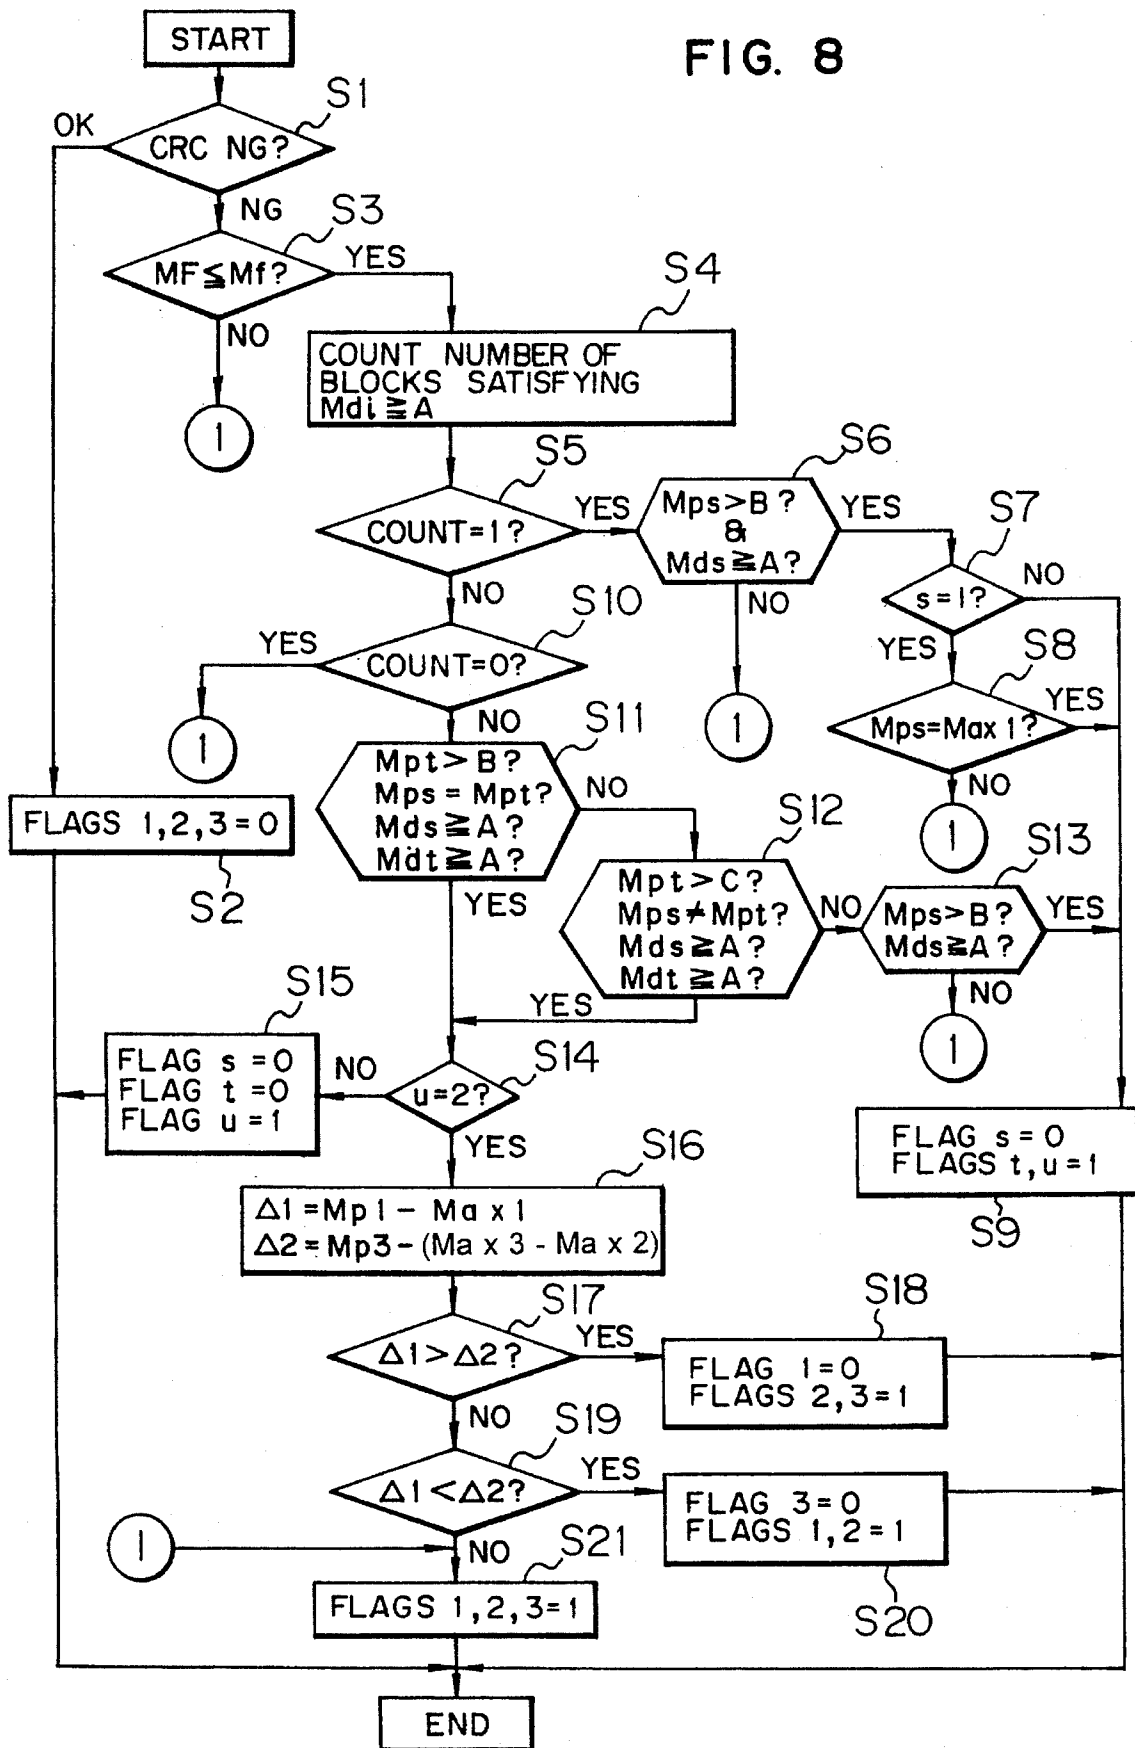 FIG. 8
START
S1
OK
CRC NG?
NG
S3
MF≦Mf?
YES
NO
1
S4
COUNT NUMBER OF
BLOCKS SATISFYING
Mdi≧A
S5
COUNT=1?
YES
NO
S6
Mps>B?
&
Mds≧A?
YES
NO
1
S7
s=1?
NO
YES
S8
Mps=Max1?
YES
NO
1
S10
YES
COUNT=0?
NO
1
S11
Mpt>B?
Mps=Mpt?
Mds≧A?
Mdt≧A?
NO
YES
FLAGS 1,2,3=0
S2
S12
Mpt>C?
Mps≠Mpt?
Mds≧A?
Mdt≧A?
NO
YES
S13
Mps>B?
Mds≧A?
YES
NO
1
S15
FLAG s=0
FLAG t=0
FLAG u=1
NO
S14
u=2?
YES
FLAG s=0
FLAGS t,u=1
S9
S16
Δ1=Mp1-Max1
Δ2=Mp3-(Max3-Max2)
S17
Δ1>Δ2?
YES
NO
S18
FLAG 1=0
FLAGS 2,3=1
S19
Δ1<Δ2?
YES
NO
FLAG 3=0
FLAGS 1,2=1
S20
1
S21
FLAGS 1,2,3=1
END